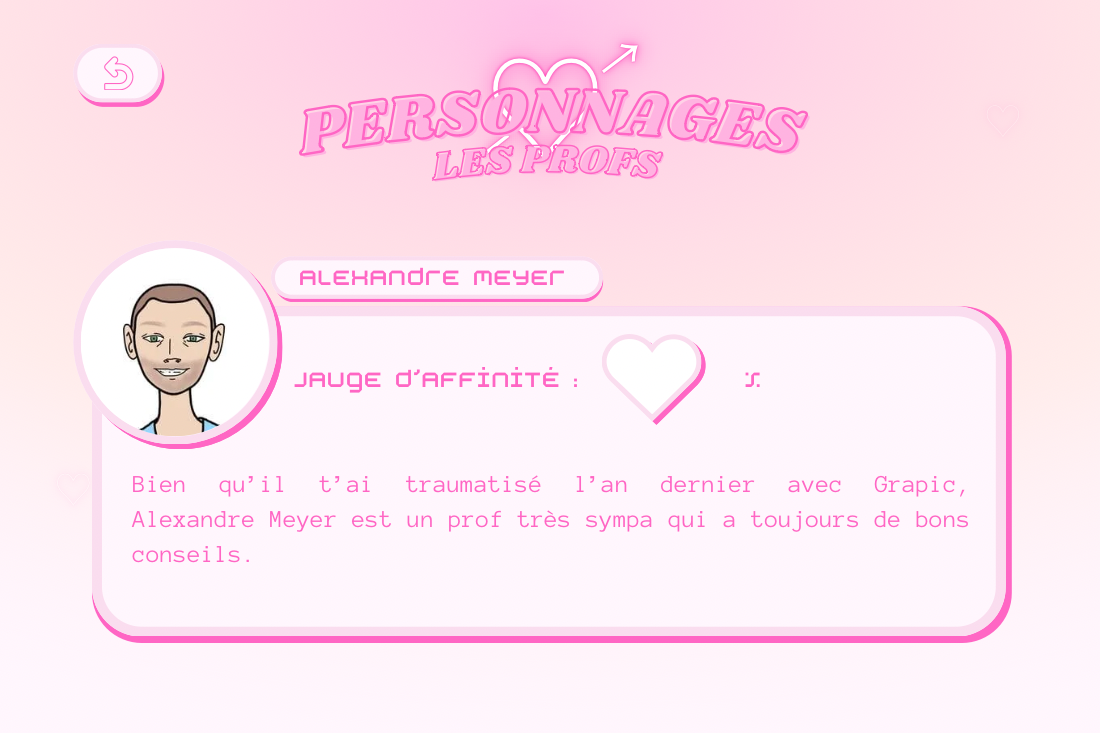 PERSONNAGES
LES PROFS
ALEXANDRE MEYER
JAUGE D'AFFINITÉ : %
Bien qu’il t’ai traumatisé l’an dernier avec Grapic,
Alexandre Meyer est un prof très sympa qui a toujours de bons
conseils.